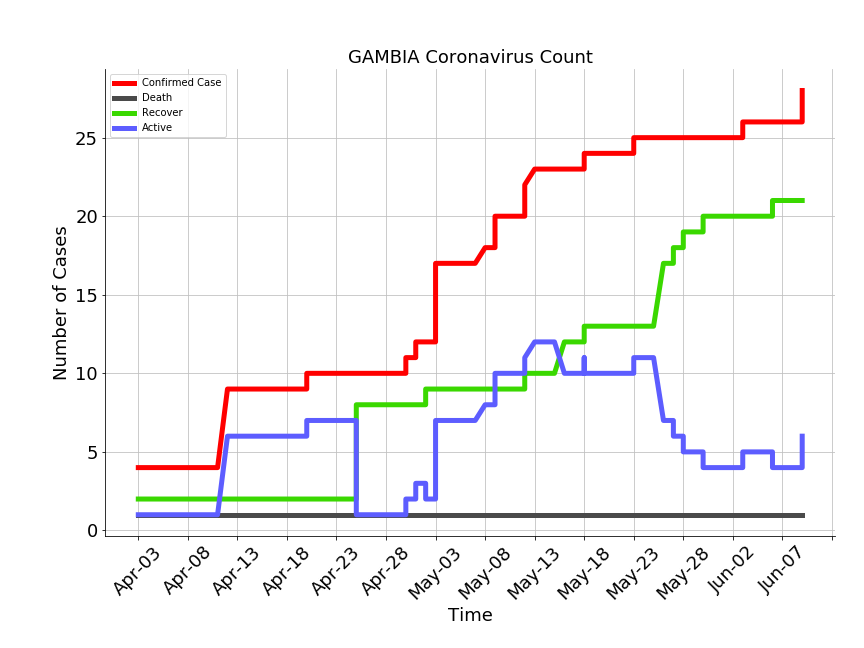 GAMBIA Coronavirus Count
Confirmed Case
Death
Recover
Active
Number of Cases
25
20
15
10
5
0
Apr-03 Apr-08 Apr-13 Apr-18 Apr-23 Apr-28 May-03 May-08 May-13 May-18 May-23 May-28 Jun-02 Jun-07
Time